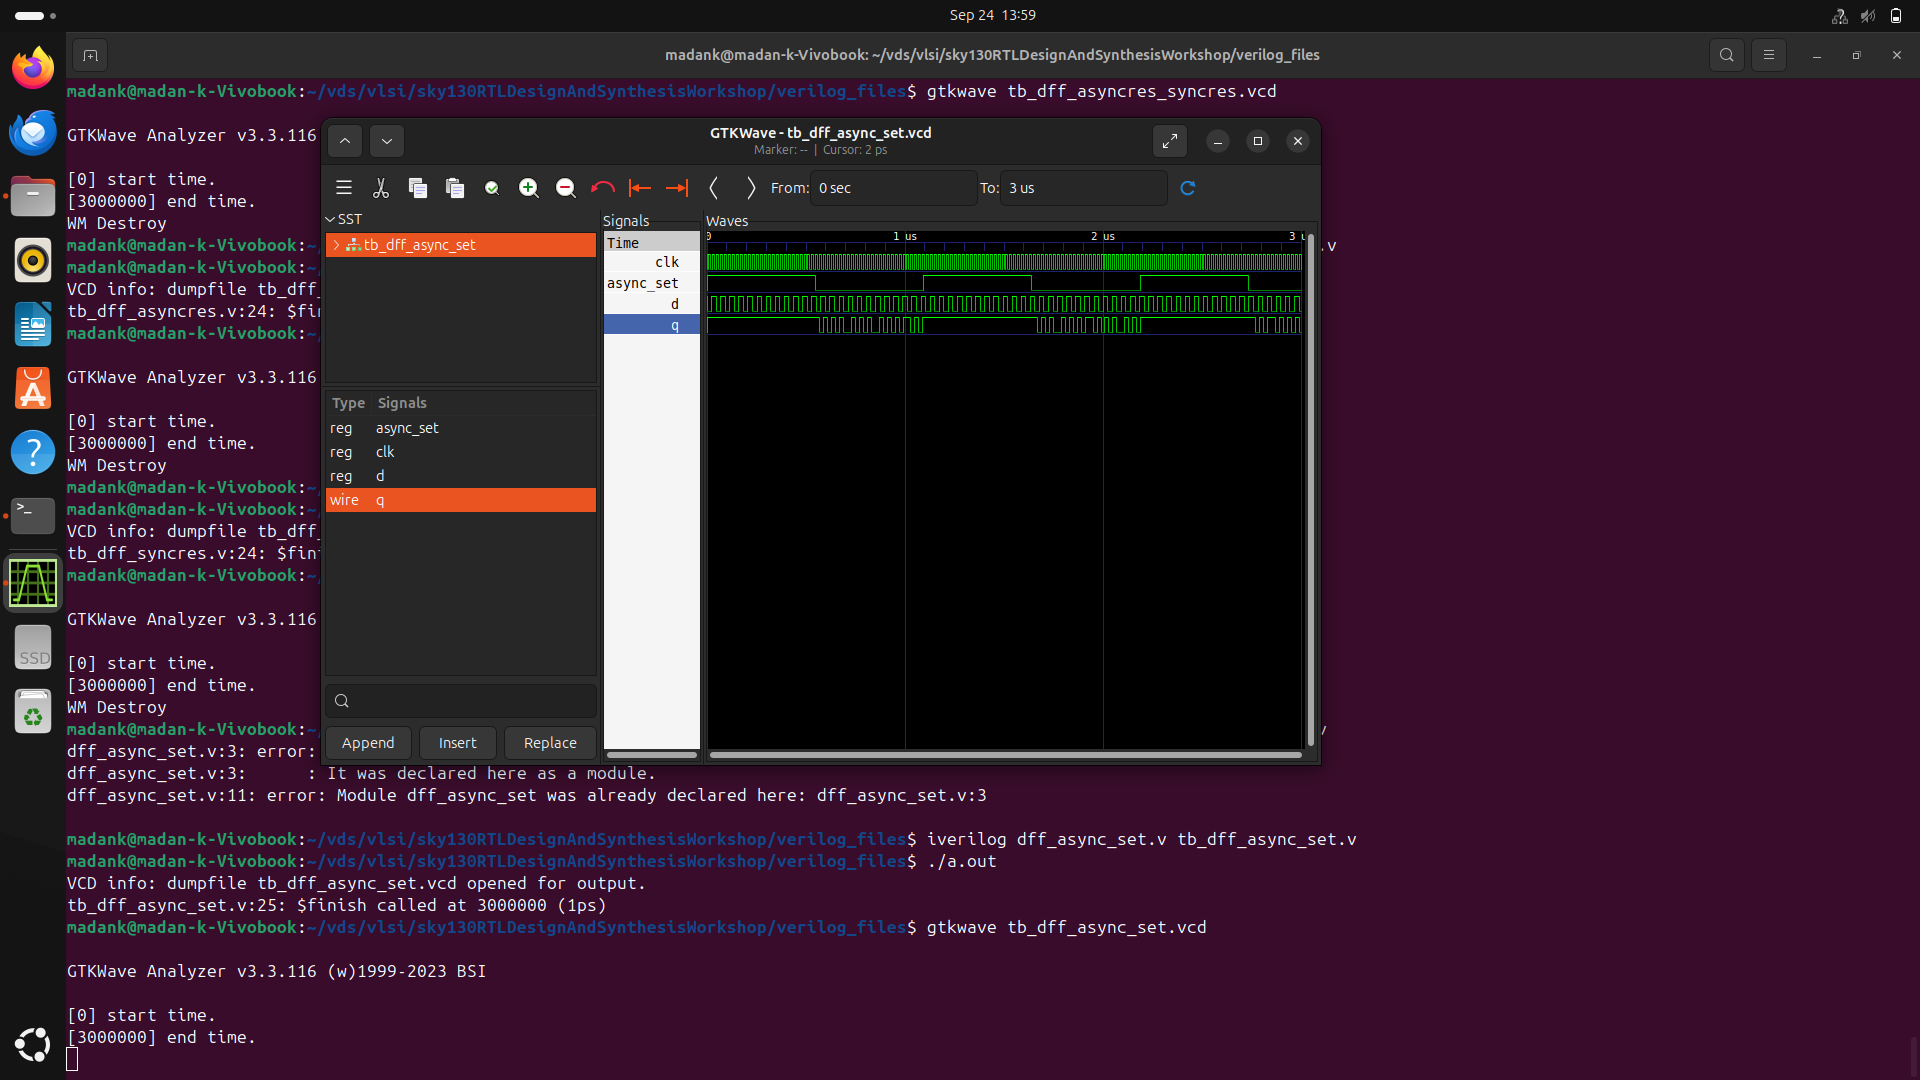 Sep 24 13:59
madank@madan-k-Vivobook: ~/vds/vlsi/sky130RTLDesignAndSynthesisWorkshop/verilog_files
madank@madan-k-Vivobook:~/vds/vlsi/sky130RTLDesignAndSynthesisWorkshop/verilog_files$ gtkwave tb_dff_asyncres_syncres.vcd
GTKWave Analyzer v3.3.116
[0] start time.
[3000000] end time.
WM Destroy
madank@madan-k-Vivobook:~
.v
madank@madan-k-Vivobook:~
VCD info: dumpfile tb_dff_
tb_dff_asyncres.v:24: $fin
madank@madan-k-Vivobook:~
GTKWave Analyzer v3.3.116
[0] start time.
[3000000] end time.
WM Destroy
madank@madan-k-Vivobook:~
madank@madan-k-Vivobook:~
VCD info: dumpfile tb_dff_
tb_dff_syncres.v:24: $fin
madank@madan-k-Vivobook:~
GTKWave Analyzer v3.3.116
[0] start time.
[3000000] end time.
WM Destroy
madank@madan-k-Vivobook:~
v
dff_async_set.v:3: error:
dff_async_set.v:3:      : It was declared here as a module.
dff_async_set.v:11: error: Module dff_async_set was already declared here: dff_async_set.v:3
madank@madan-k-Vivobook:~/vds/vlsi/sky130RTLDesignAndSynthesisWorkshop/verilog_files$ iverilog dff_async_set.v tb_dff_async_set.v
madank@madan-k-Vivobook:~/vds/vlsi/sky130RTLDesignAndSynthesisWorkshop/verilog_files$ ./a.out
VCD info: dumpfile tb_dff_async_set.vcd opened for output.
tb_dff_async_set.v:25: $finish called at 3000000 (1ps)
madank@madan-k-Vivobook:~/vds/vlsi/sky130RTLDesignAndSynthesisWorkshop/verilog_files$ gtkwave tb_dff_async_set.vcd
GTKWave Analyzer v3.3.116 (w)1999-2023 BSI
[0] start time.
[3000000] end time.
GTKWave - tb_dff_async_set.vcd
Marker: -- | Cursor: 2 ps
From: 0 sec To: 3 us
SST
tb_dff_async_set
Type Signals
reg async_set
reg clk
reg d
wire q
Append Insert Replace
Signals
Time
clk
async_set
d
q
Waves
0 1 us 2 us 3 u
SSD